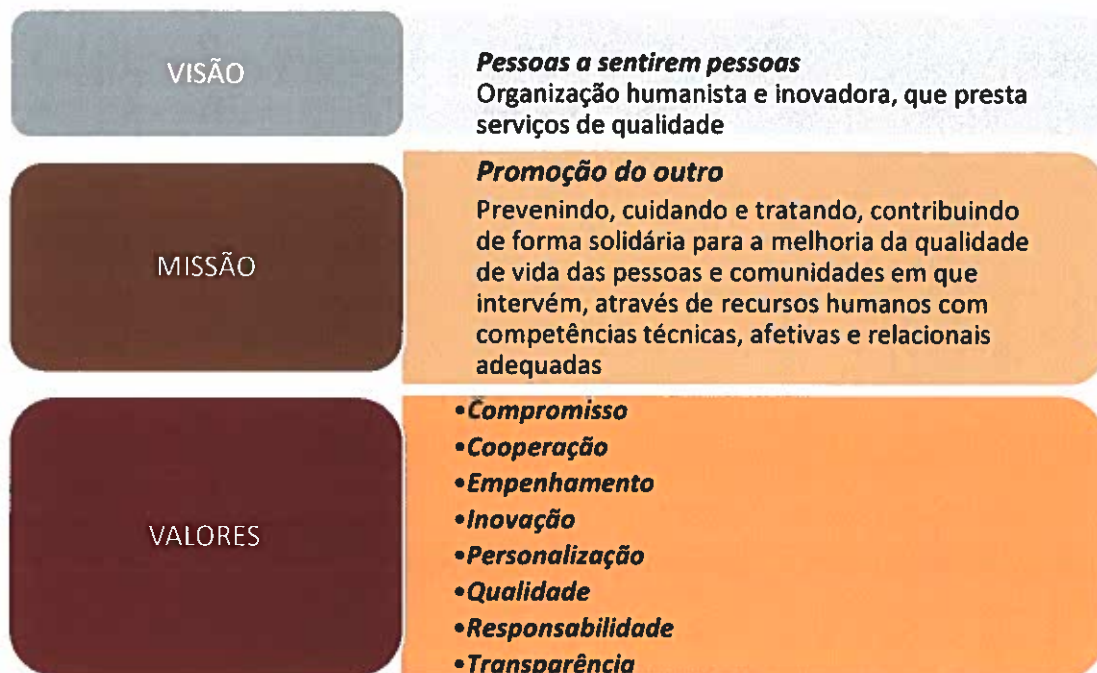 VISÃO
Pessoas a sentirem pessoas
Organização humanista e inovadora, que presta
serviços de qualidade
MISSÃO
Promoção do outro
Prevenindo, cuidando e tratando, contribuindo
de forma solidária para a melhoria da qualidade
de vida das pessoas e comunidades em que
intervém, através de recursos humanos com
competências técnicas, afetivas e relacionais
adequadas
VALORES
•Compromisso
•Cooperação
•Empenhamento
•Inovação
•Personalização
•Qualidade
•Responsabilidade
•Transparência